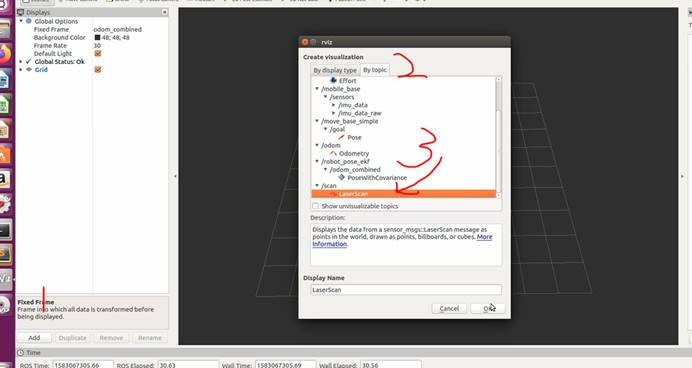 Displays
Global Options
Fixed Frame odom_combined
Background Color 48; 48; 48
Frame Rate 30
Default Light
Global Status: Ok
Grid
rviz
Create visualization
By display type By topic
2
Effort
/mobile_base
/sensors
/imu_data
/imu_data_raw
/move_base_simple
/goal
Pose
/odom
Odometry
/robot_pose_ekf
/odom_combined
PoseWithCovariance
/scan
LaserScan
3
Show unvisualizable topics
Description:
Displays the data from a sensor_msgs::LaserScan message as
points in the world, drawn as points, billboards, or cubes. More
Information.
Display Name
LaserScan
Cancel
1
Fixed Frame
Frame into which all data is transformed before
being displayed.
Add Duplicate Remove Rename
Time
ROS Time: 1583067305.66 ROS Elapsed: 30.63 Wall Time: 1583067305.69 Wall Elapsed: 30.56